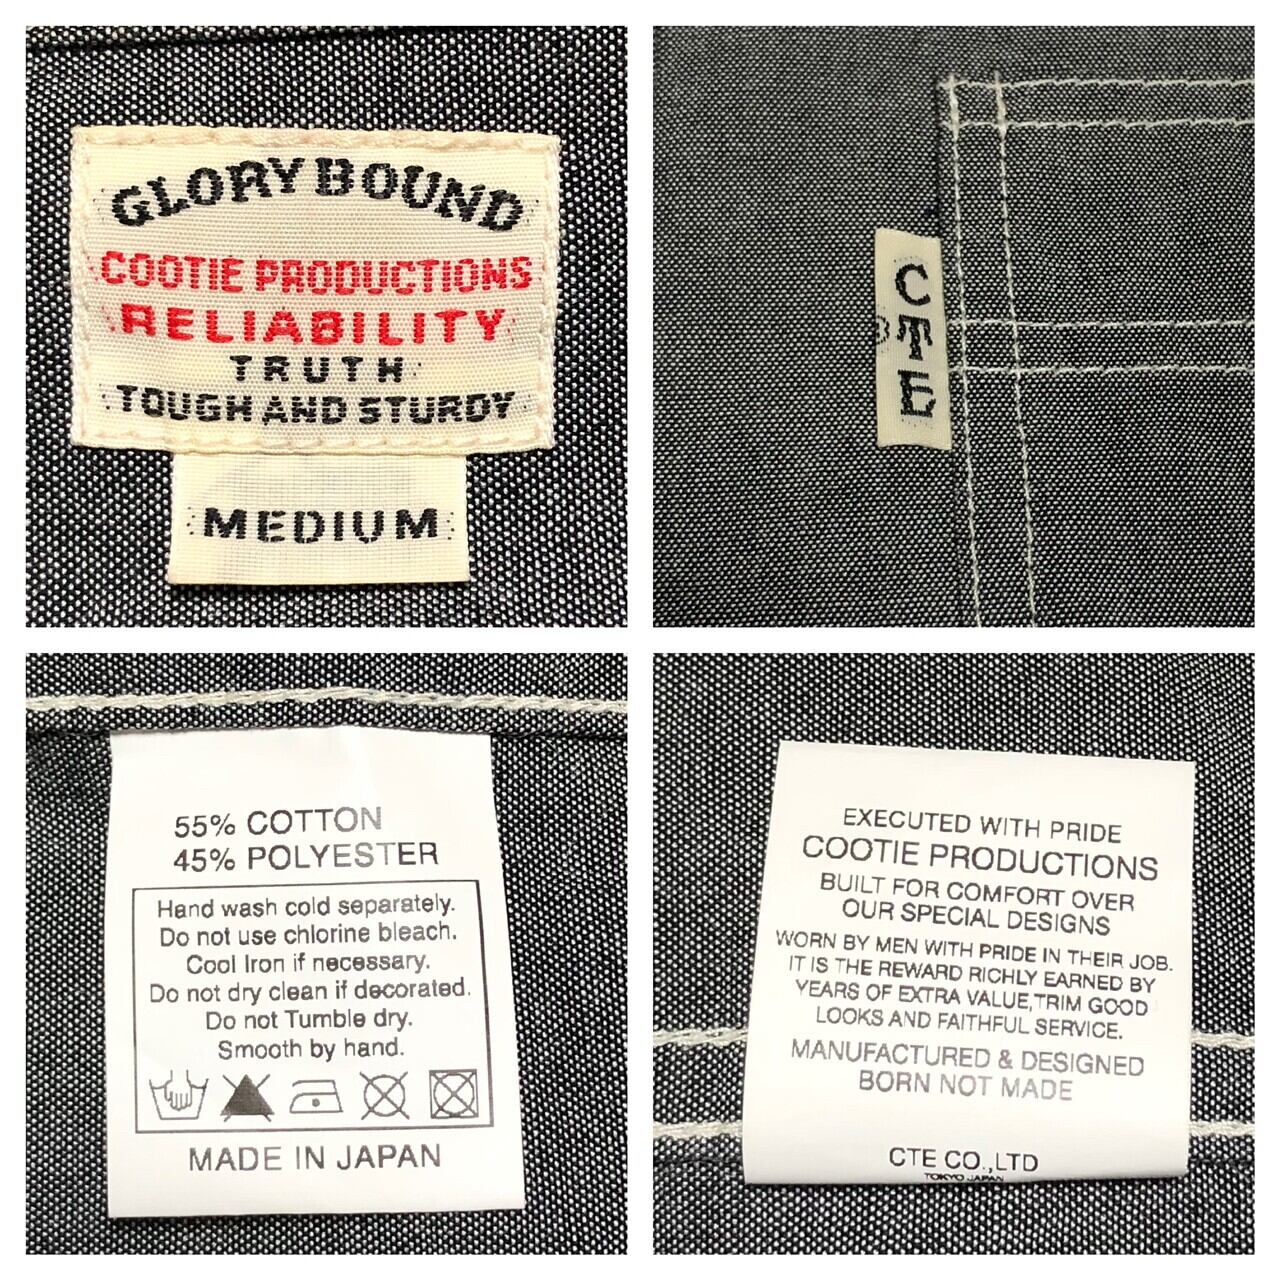 GLORY BOUND
COOTIE PRODUCTIONS
RELIABILITY
TRUTH
TOUGH AND STURDY
MEDIUM
C
T
E
55% COTTON
45% POLYESTER
Hand wash cold separately.
Do not use chlorine bleach.
Cool Iron if necessary.
Do not dry clean if decorated.
Do not Tumble dry.
Smooth by hand.
MADE IN JAPAN
EXECUTED WITH PRIDE
COOTIE PRODUCTIONS
BUILT FOR COMFORT OVER
OUR SPECIAL DESIGNS
WORN BY MEN WITH PRIDE IN THEIR JOB.
IT IS THE REWARD RICHLY EARNED BY
YEARS OF EXTRA VALUE,TRIM GOOD
LOOKS AND FAITHFUL SERVICE.
MANUFACTURED & DESIGNED
BORN NOT MADE
CTE CO.,LTD
TOKYO JAPAN